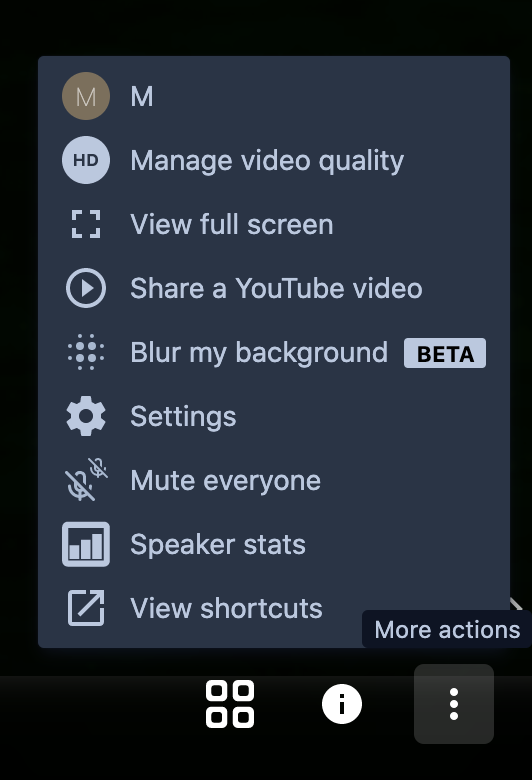 M M
HD Manage video quality
View full screen
Share a YouTube video
Blur my background BETA
Settings
Mute everyone
Speaker stats
View shortcuts
More actions